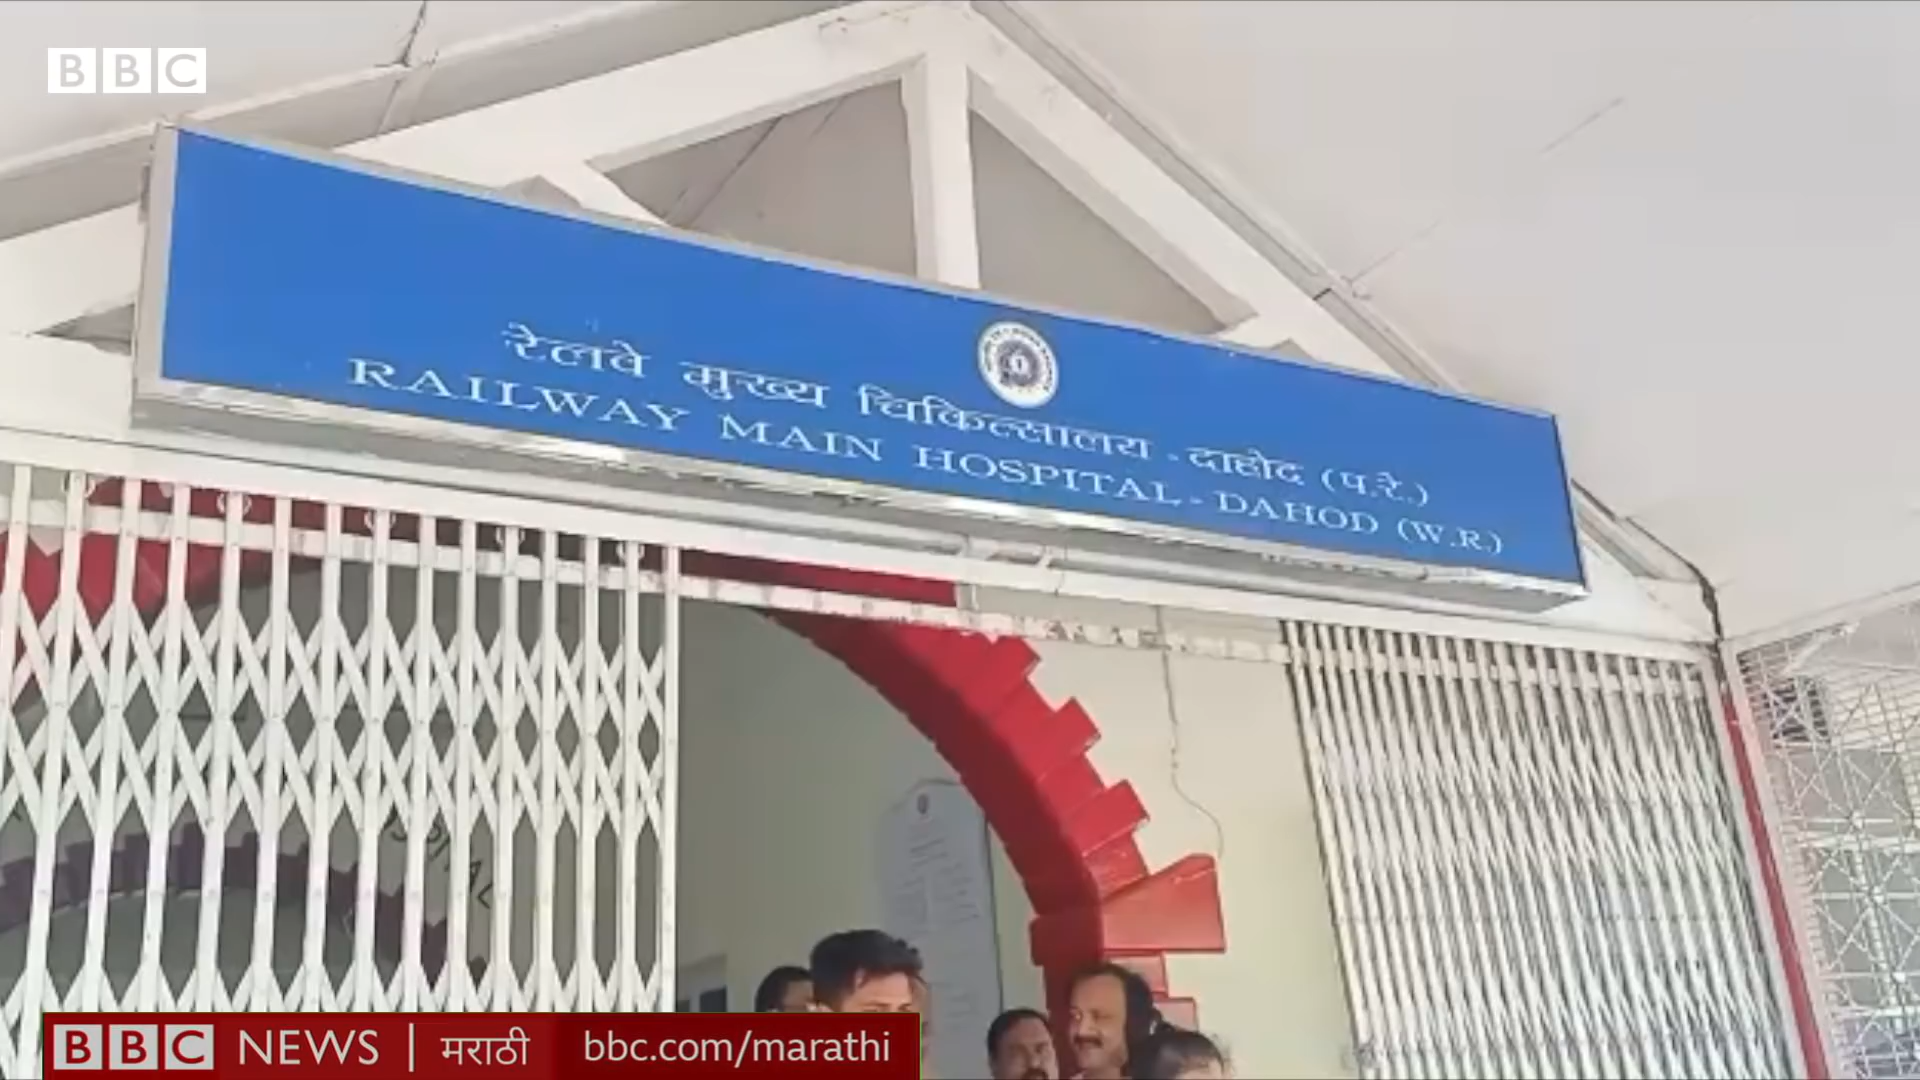 BBC
रेलवे मुख्य चिकित्सालय - दाहोद (प.रे.)
RAILWAY MAIN HOSPITAL - DAHOD (W.R.)
BBC NEWS | मराठी bbc.com/marathi